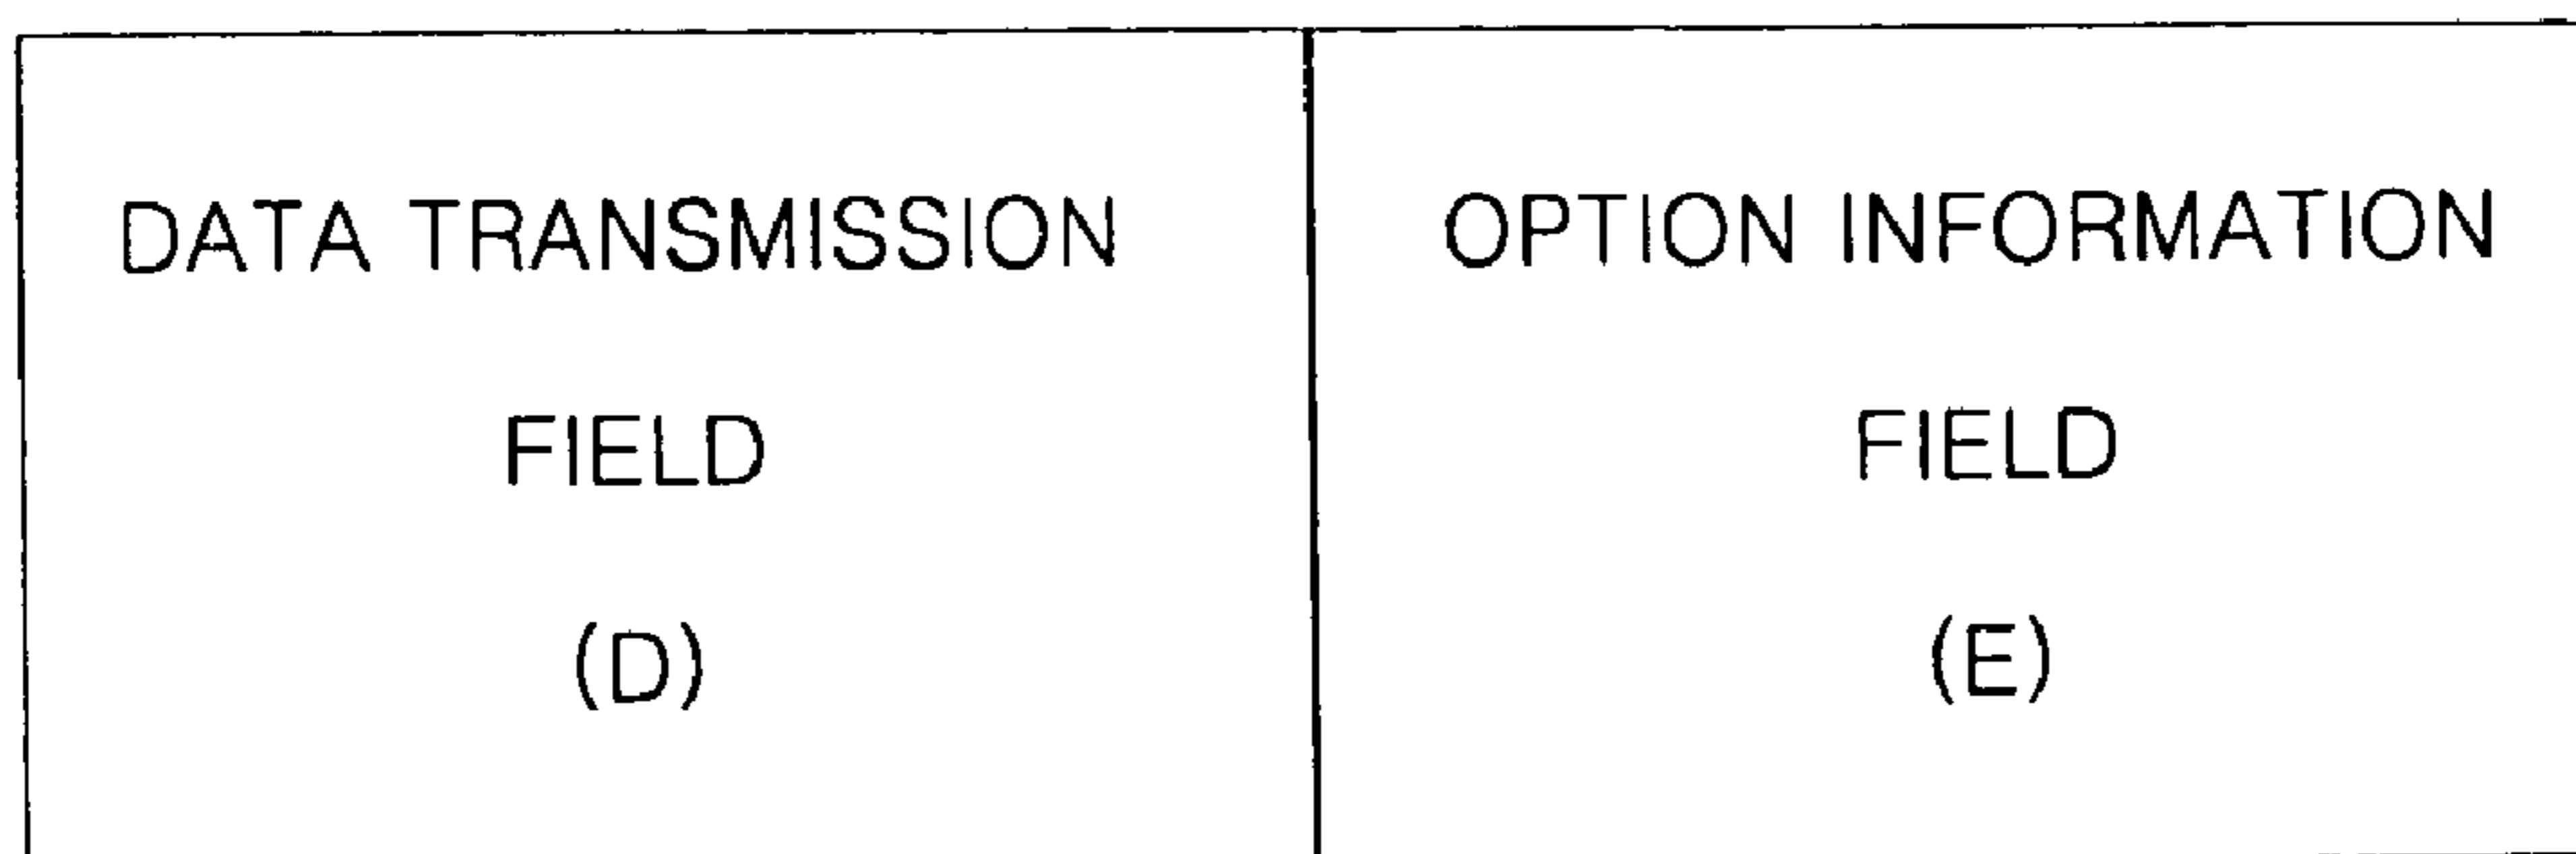 DATA TRANSMISSION
FIELD
(D)
OPTION INFORMATION
FIELD
(E)